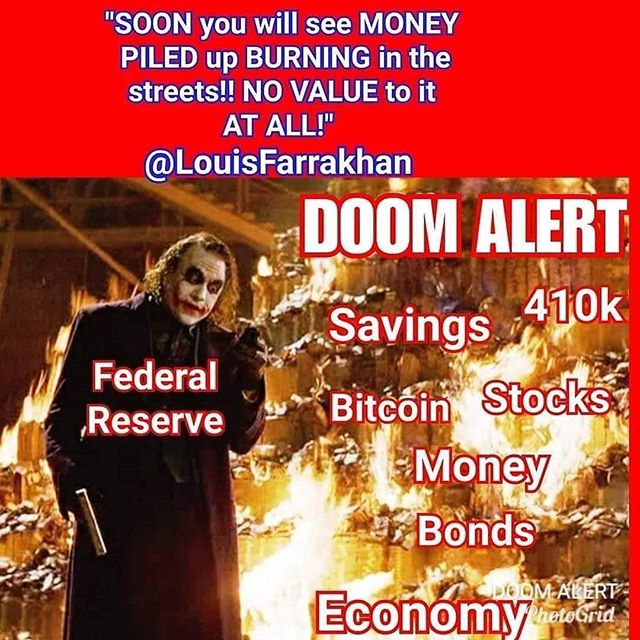 "SOON you will see MONEY
PILED up BURNING in the
streets!! NO VALUE to it
AT ALL!"
@LouisFarrakhan
DOOM ALERT
Savings 410k
Federal
Reserve
Bitcoin Stocks
Money
Bonds
DOOM ALERT
Economy
PhotoGrid